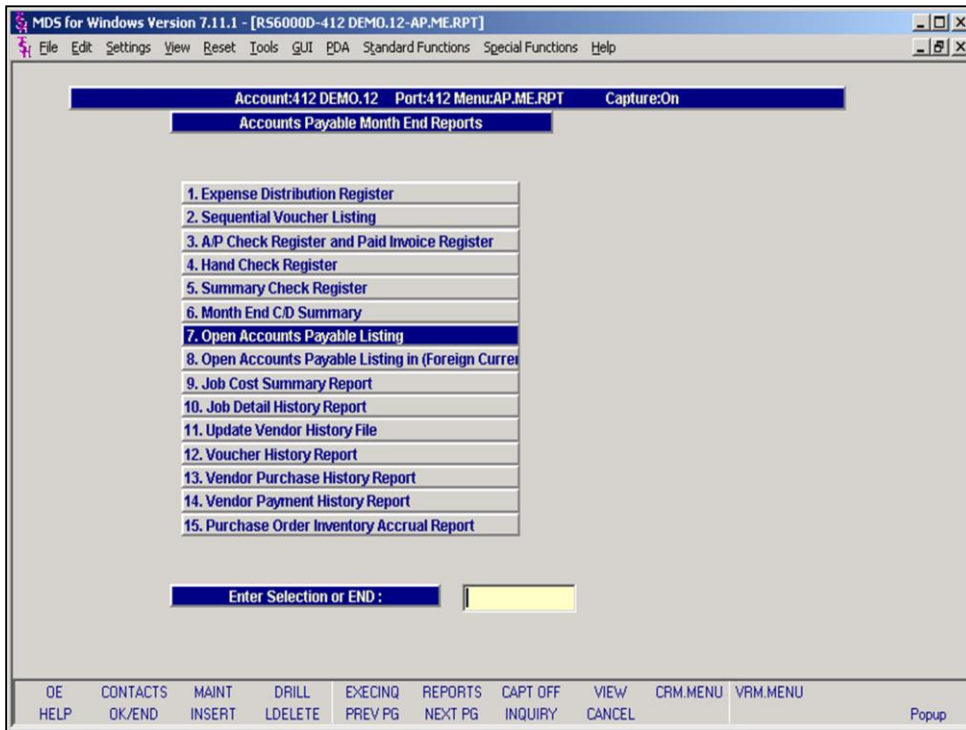 MDS for Windows Version 7.11.1 - [RS6000D-412 DEMO.12-AP.ME.RPT]
File Edit Settings View Reset Tools GUI PDA Standard Functions Special Functions Help
Account:412 DEMO.12 Port:412 Menu:AP.ME.RPT Capture:On
Accounts Payable Month End Reports
1. Expense Distribution Register
2. Sequential Voucher Listing
3. A/P Check Register and Paid Invoice Register
4. Hand Check Register
5. Summary Check Register
6. Month End C/D Summary
7. Open Accounts Payable Listing
8. Open Accounts Payable Listing in (Foreign Curren
9. Job Cost Summary Report
10. Job Detail History Report
11. Update Vendor History File
12. Voucher History Report
13. Vendor Purchase History Report
14. Vendor Payment History Report
15. Purchase Order Inventory Accrual Report
Enter Selection or END :
OE CONTACTS MAINT DRILL EXECINQ REPORTS CAPT OFF VIEW CRM.MENU VRM.MENU
HELP OK/END INSERT LDELETE PREV PG NEXT PG INQUIRY CANCEL Popup